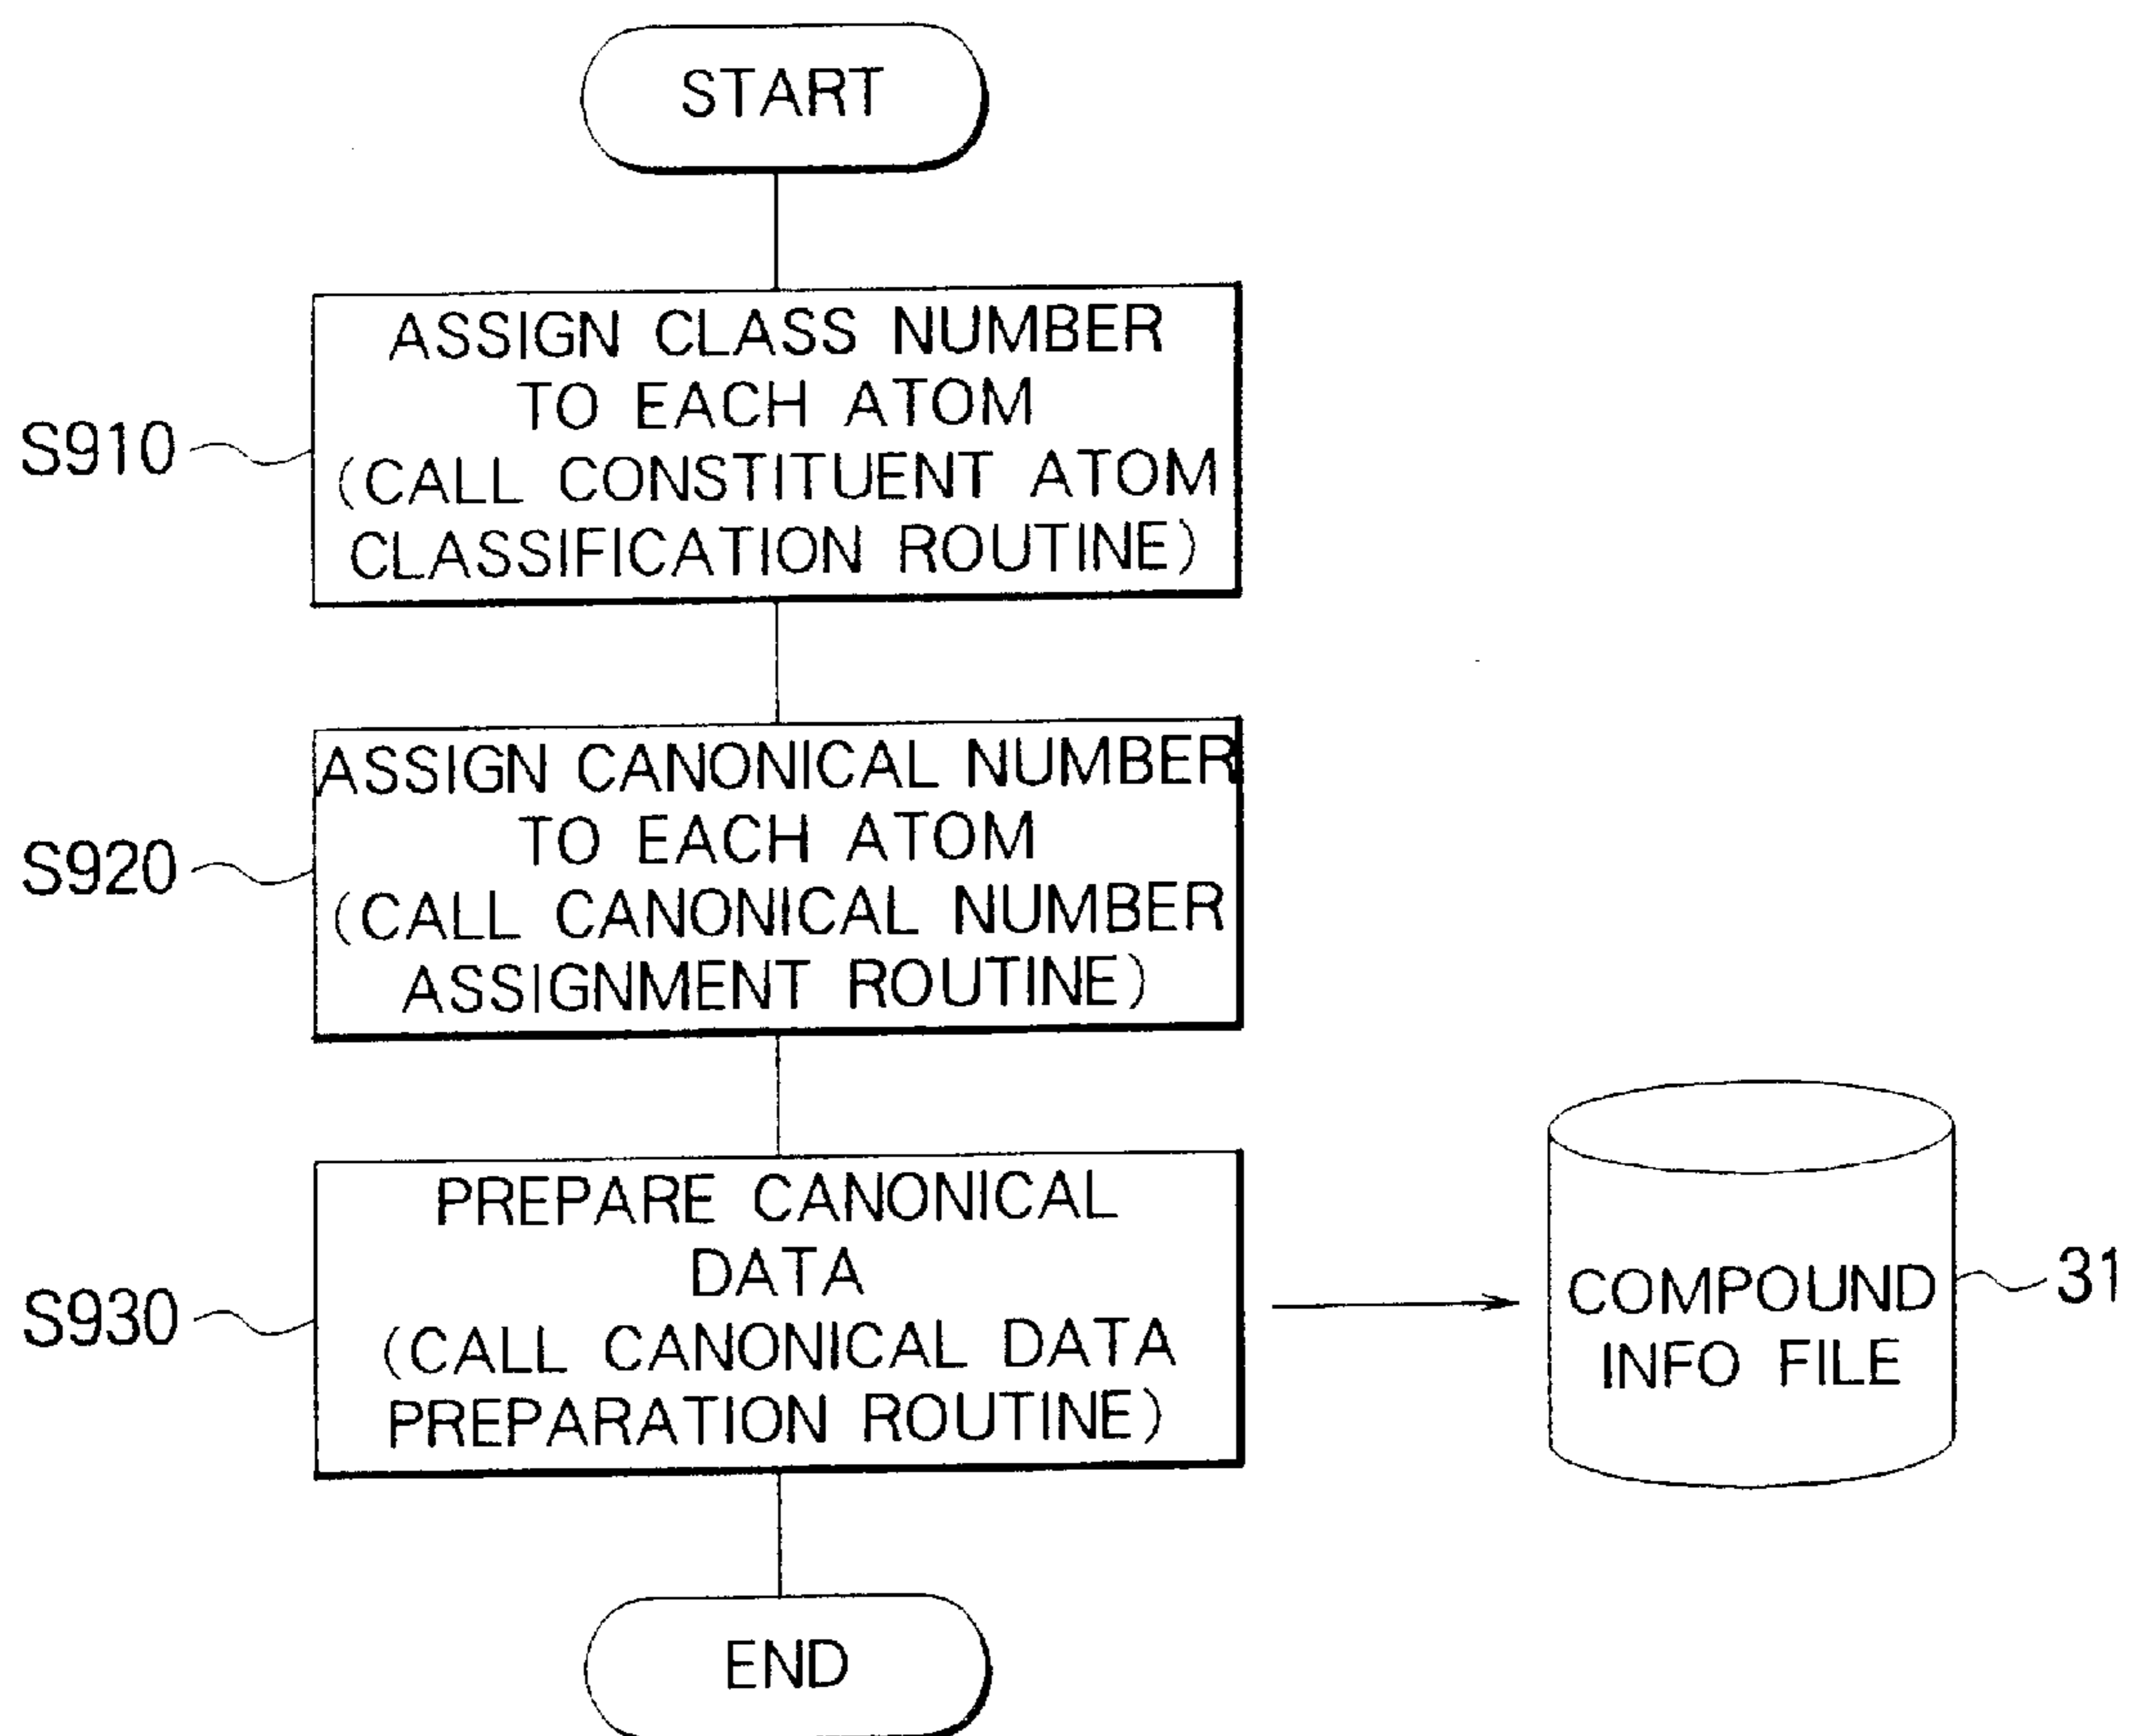 START
ASSIGN CLASS NUMBER
TO EACH ATOM
(CALL CONSTITUENT ATOM
CLASSIFICATION ROUTINE)
S910
ASSIGN CANONICAL NUMBER
TO EACH ATOM
(CALL CANONICAL NUMBER
ASSIGNMENT ROUTINE)
S920
PREPARE CANONICAL
DATA
(CALL CANONICAL DATA
PREPARATION ROUTINE)
S930
COMPOUND
INFO FILE
31
END